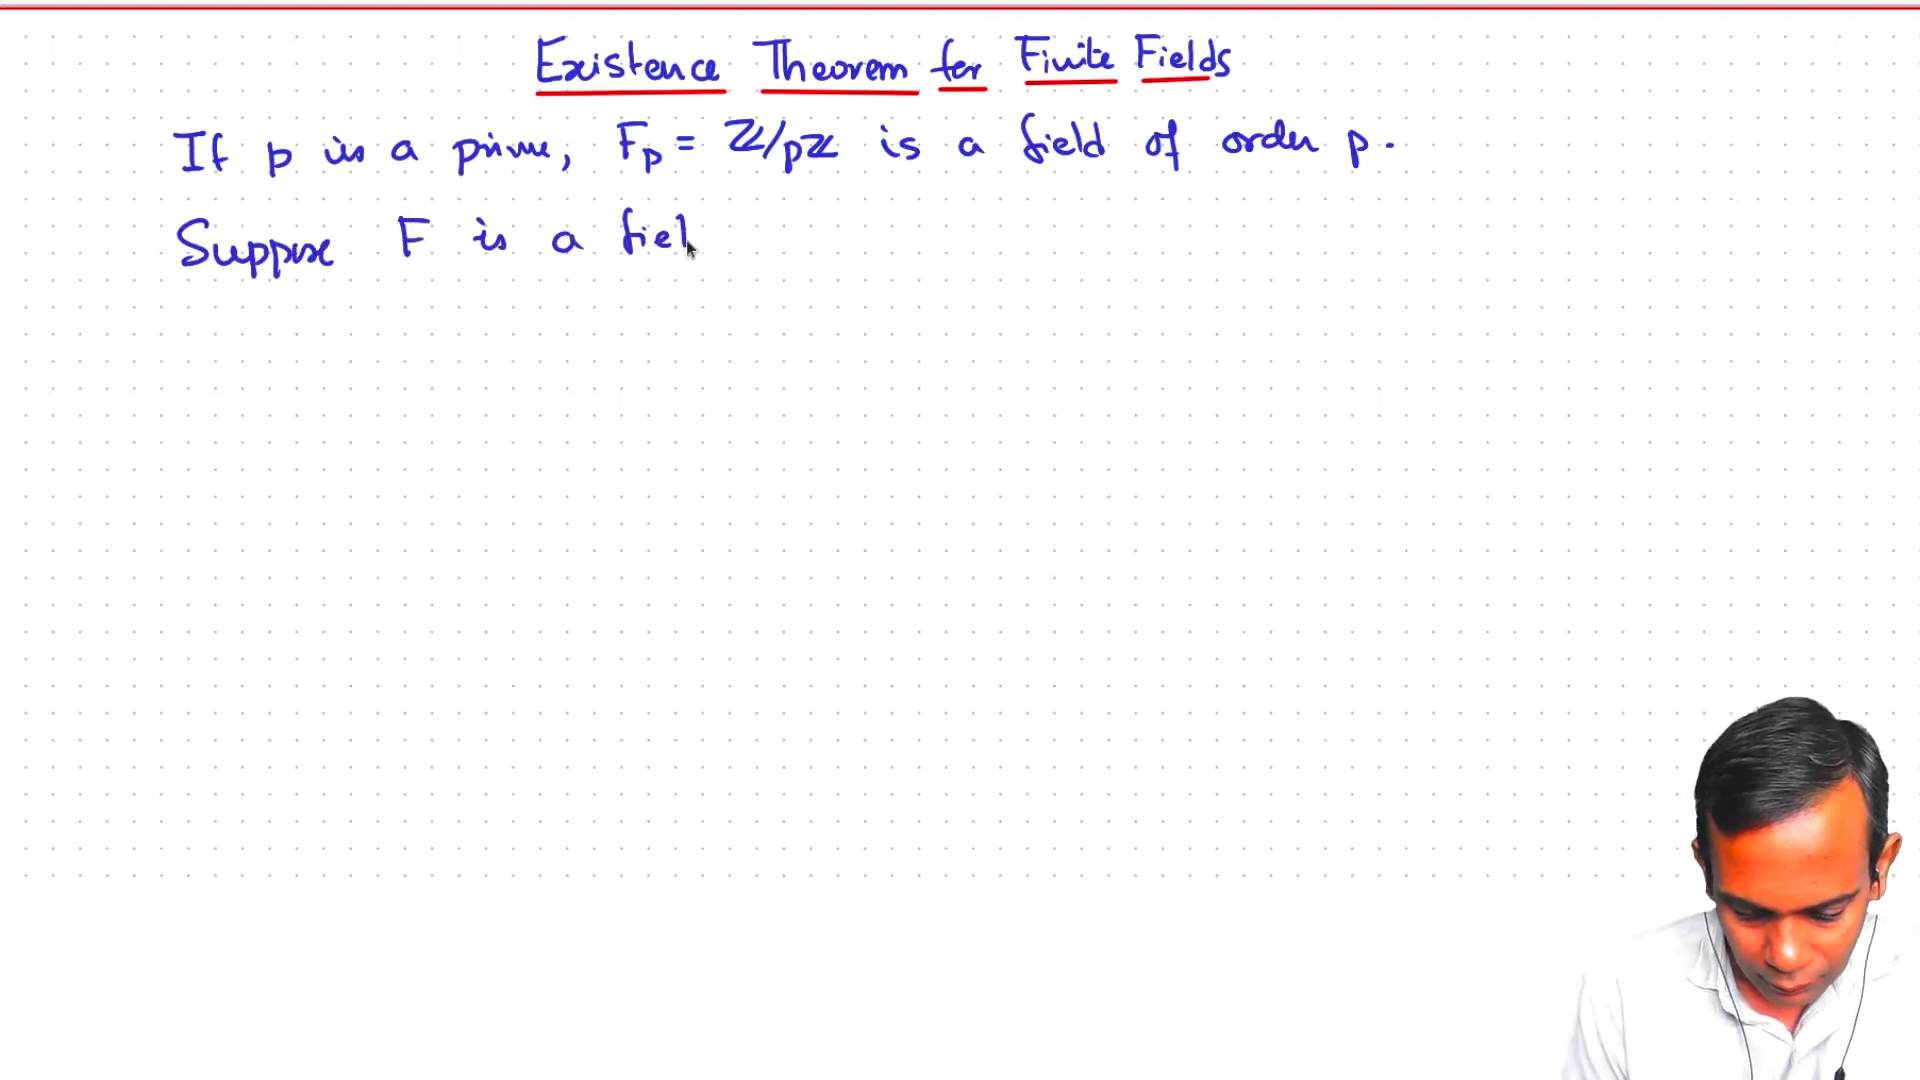 Existence Theorem for Finite Fields
If p is a prime, Fp = ℤ/pℤ is a field of order p.
Suppose F is a fiel